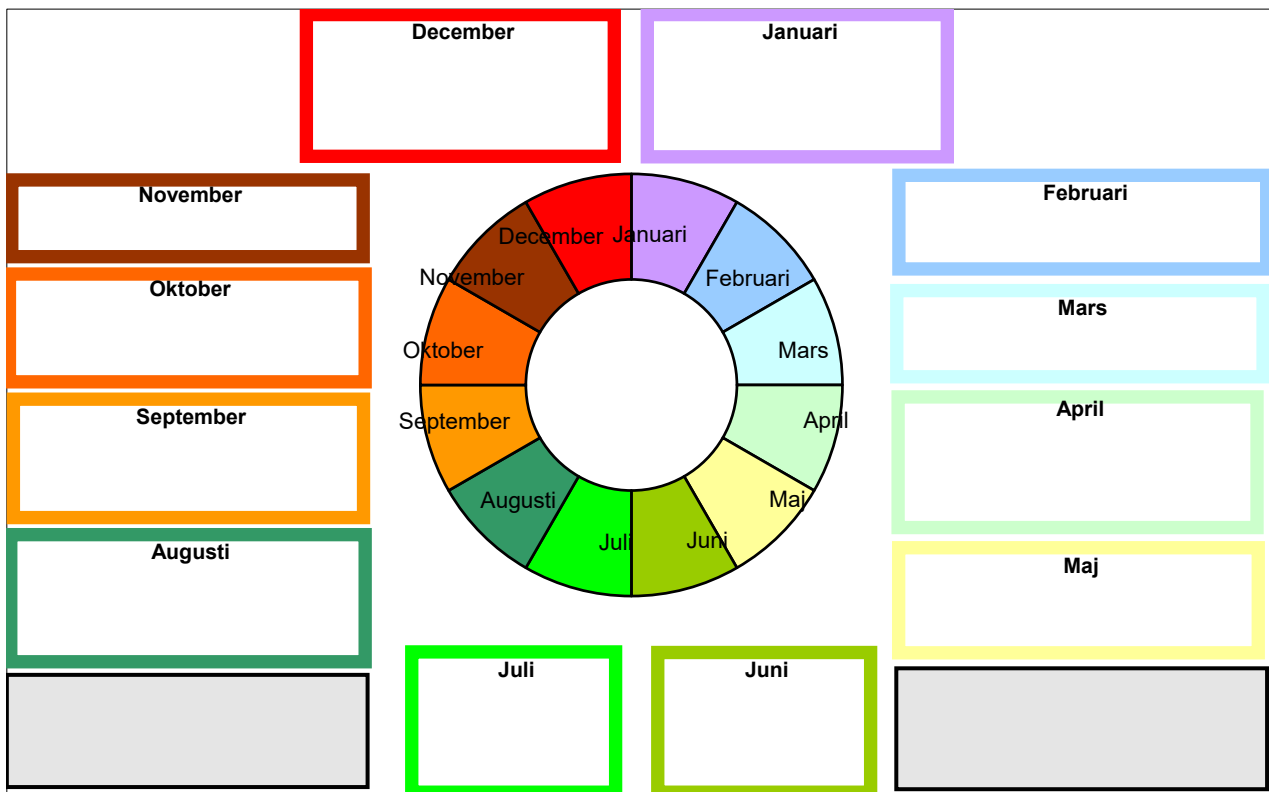 December
Januari
November
Februari
Oktober
Mars
September
April
Augusti
Maj
Juli
Juni
December
Januari
November
Februari
Oktober
Mars
September
April
Augusti
Maj
Juli
Juni